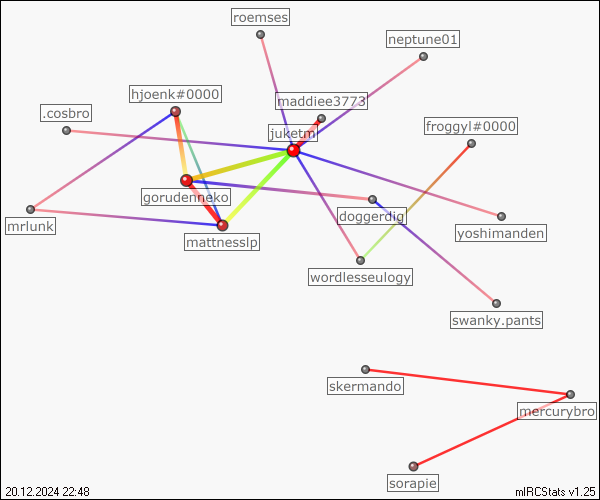 roemses
neptune01
hjoenk#0000
maddiee3773
.cosbro
froggyl#0000
juketm
gorudenneko
doggerdig
mrlunk
yoshimanden
mattnesslp
wordlesseulogy
swanky.pants
skermando
mercurybro
sorapie
20.12.2024 22:48
mIRCStats v1.25